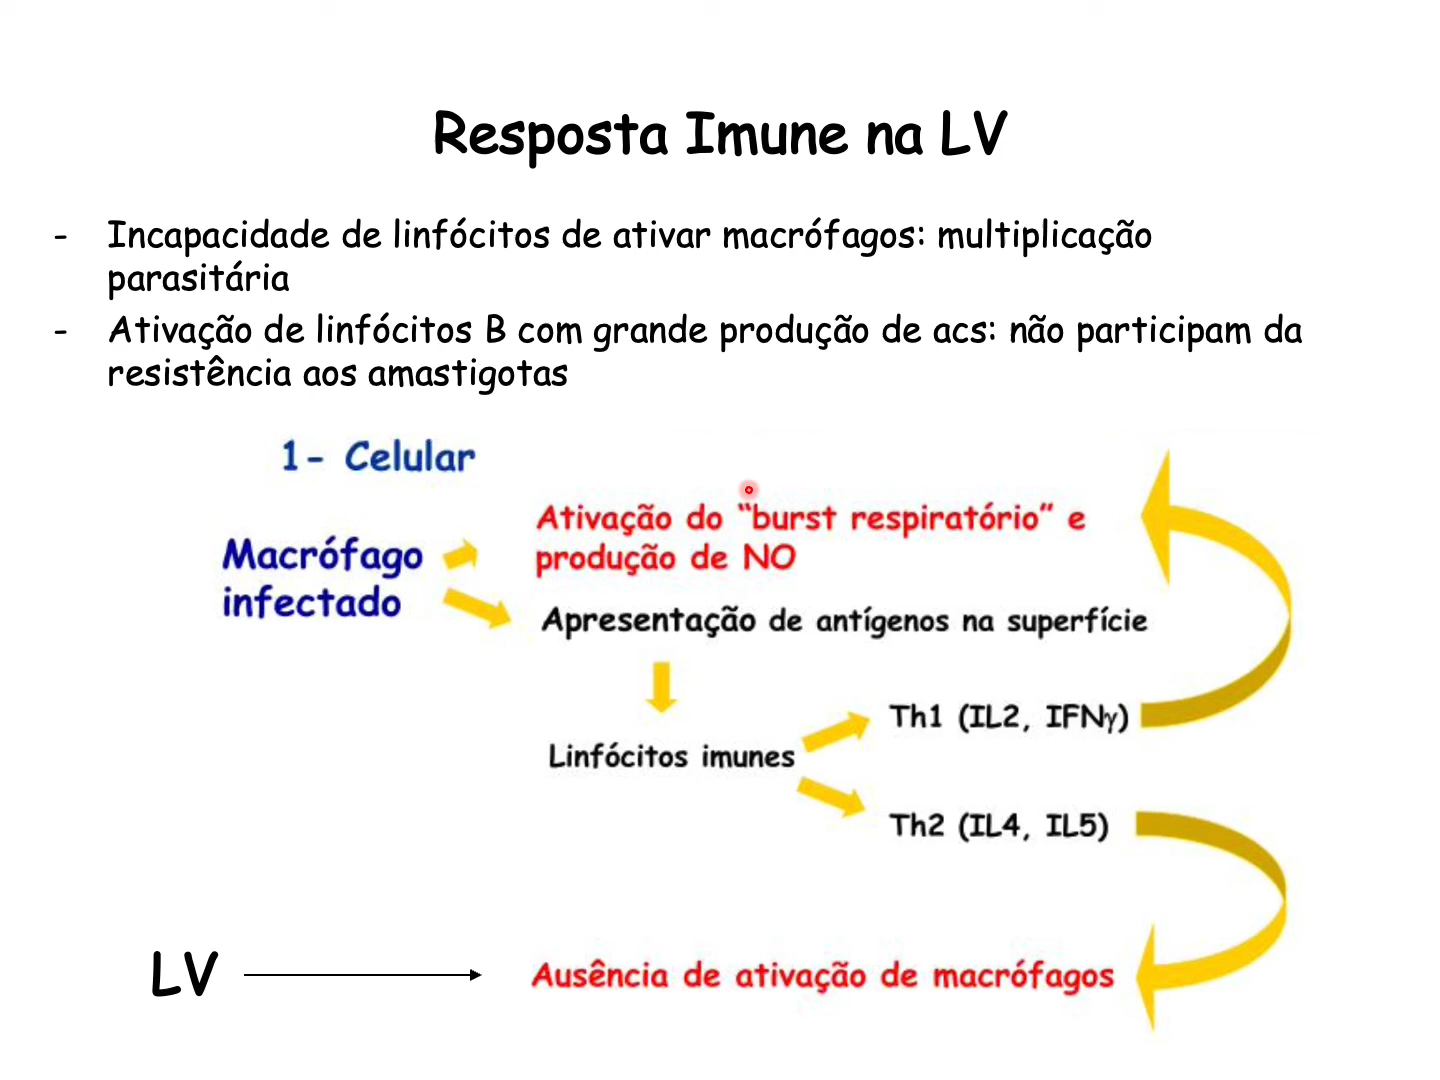 Resposta Imune na LV
- Incapacidade de linfócitos de ativar macrófagos: multiplicação
parasitária
- Ativação de linfócitos B com grande produção de acs: não participam da
resistência aos amastigotas
1- Celular
Ativação do “burst respiratório” e
produção de NO
Macrófago
infectado
Apresentação de antígenos na superfície
Linfócitos imunes
Th1 (IL2, IFNγ)
Th2 (IL4, IL5)
LV
Ausência de ativação de macrófagos